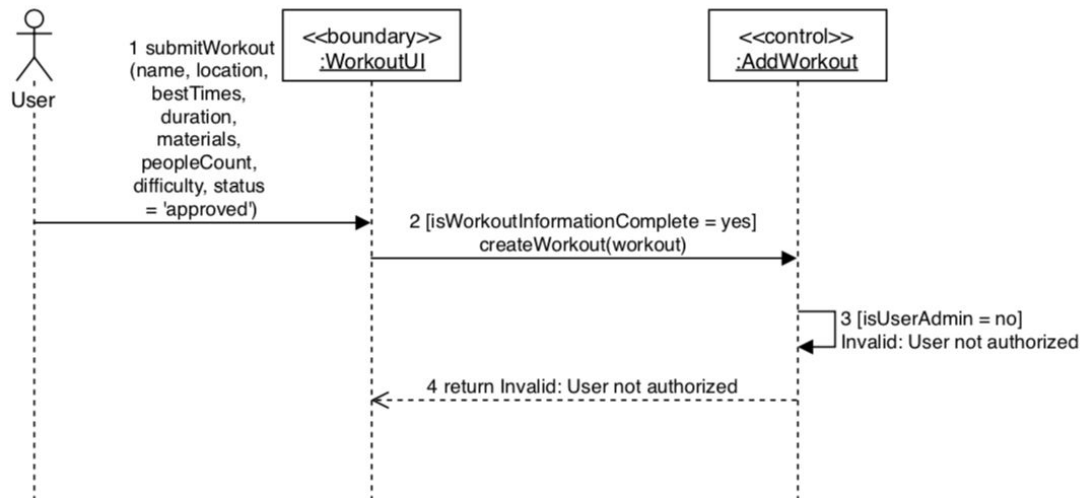 <<boundary>>
:WorkoutUI
<<control>>
:AddWorkout
User
1 submitWorkout
(name, location,
bestTimes,
duration,
materials,
peopleCount,
difficulty, status
= 'approved')
2 [isWorkoutInformationComplete = yes]
createWorkout(workout)
3 [isUserAdmin = no]
Invalid: User not authorized
4 return Invalid: User not authorized